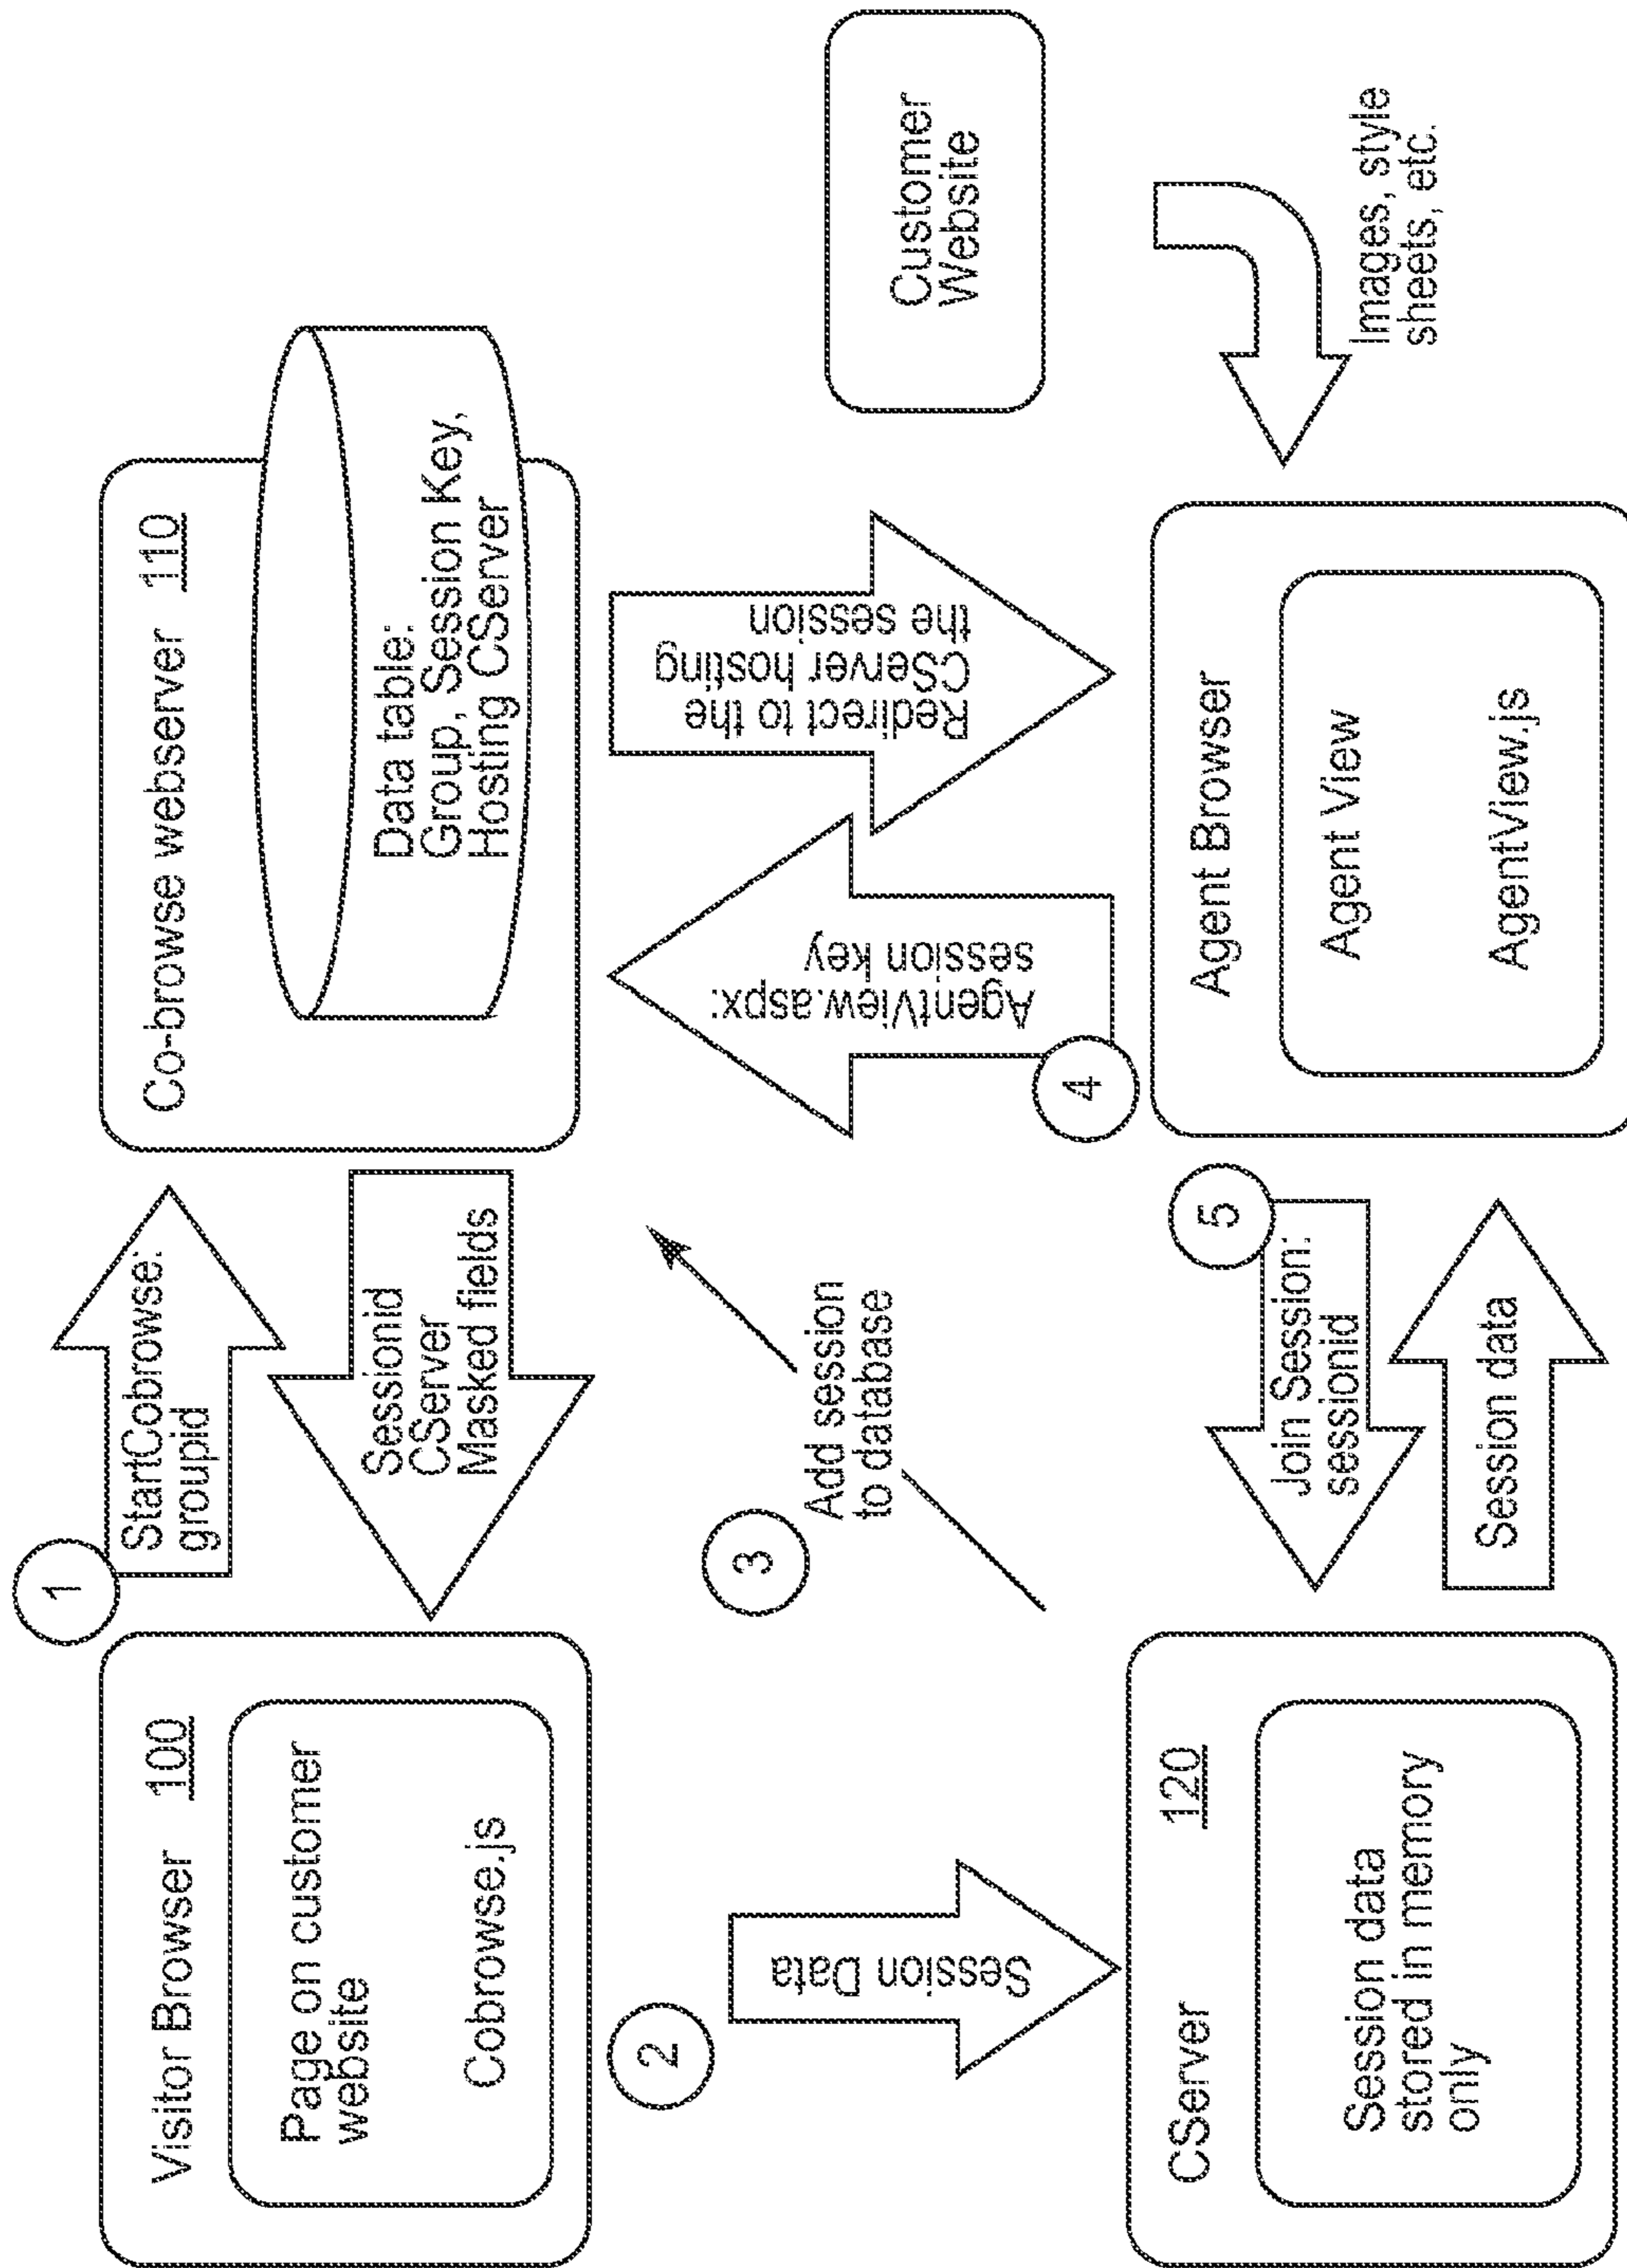 1
StartCobrowse:
groupid
Visitor Browser 100
Page on customer
website
Cobrowse.js
Sessionid
CServer
Masked fields
Co-browse webserver 110
Data table:
Group, Session Key,
Hosting CServer
2
Session Data
3
Add session
to database
4
AgentView.aspx:
session key
Redirect to the
CServer hosting
the session
Customer
Website
CServer 120
Session data
stored in memory
only
5
Join Session:
sessionid
Session data
Agent Browser
Agent View
AgentView.js
Images, style
sheets, etc.